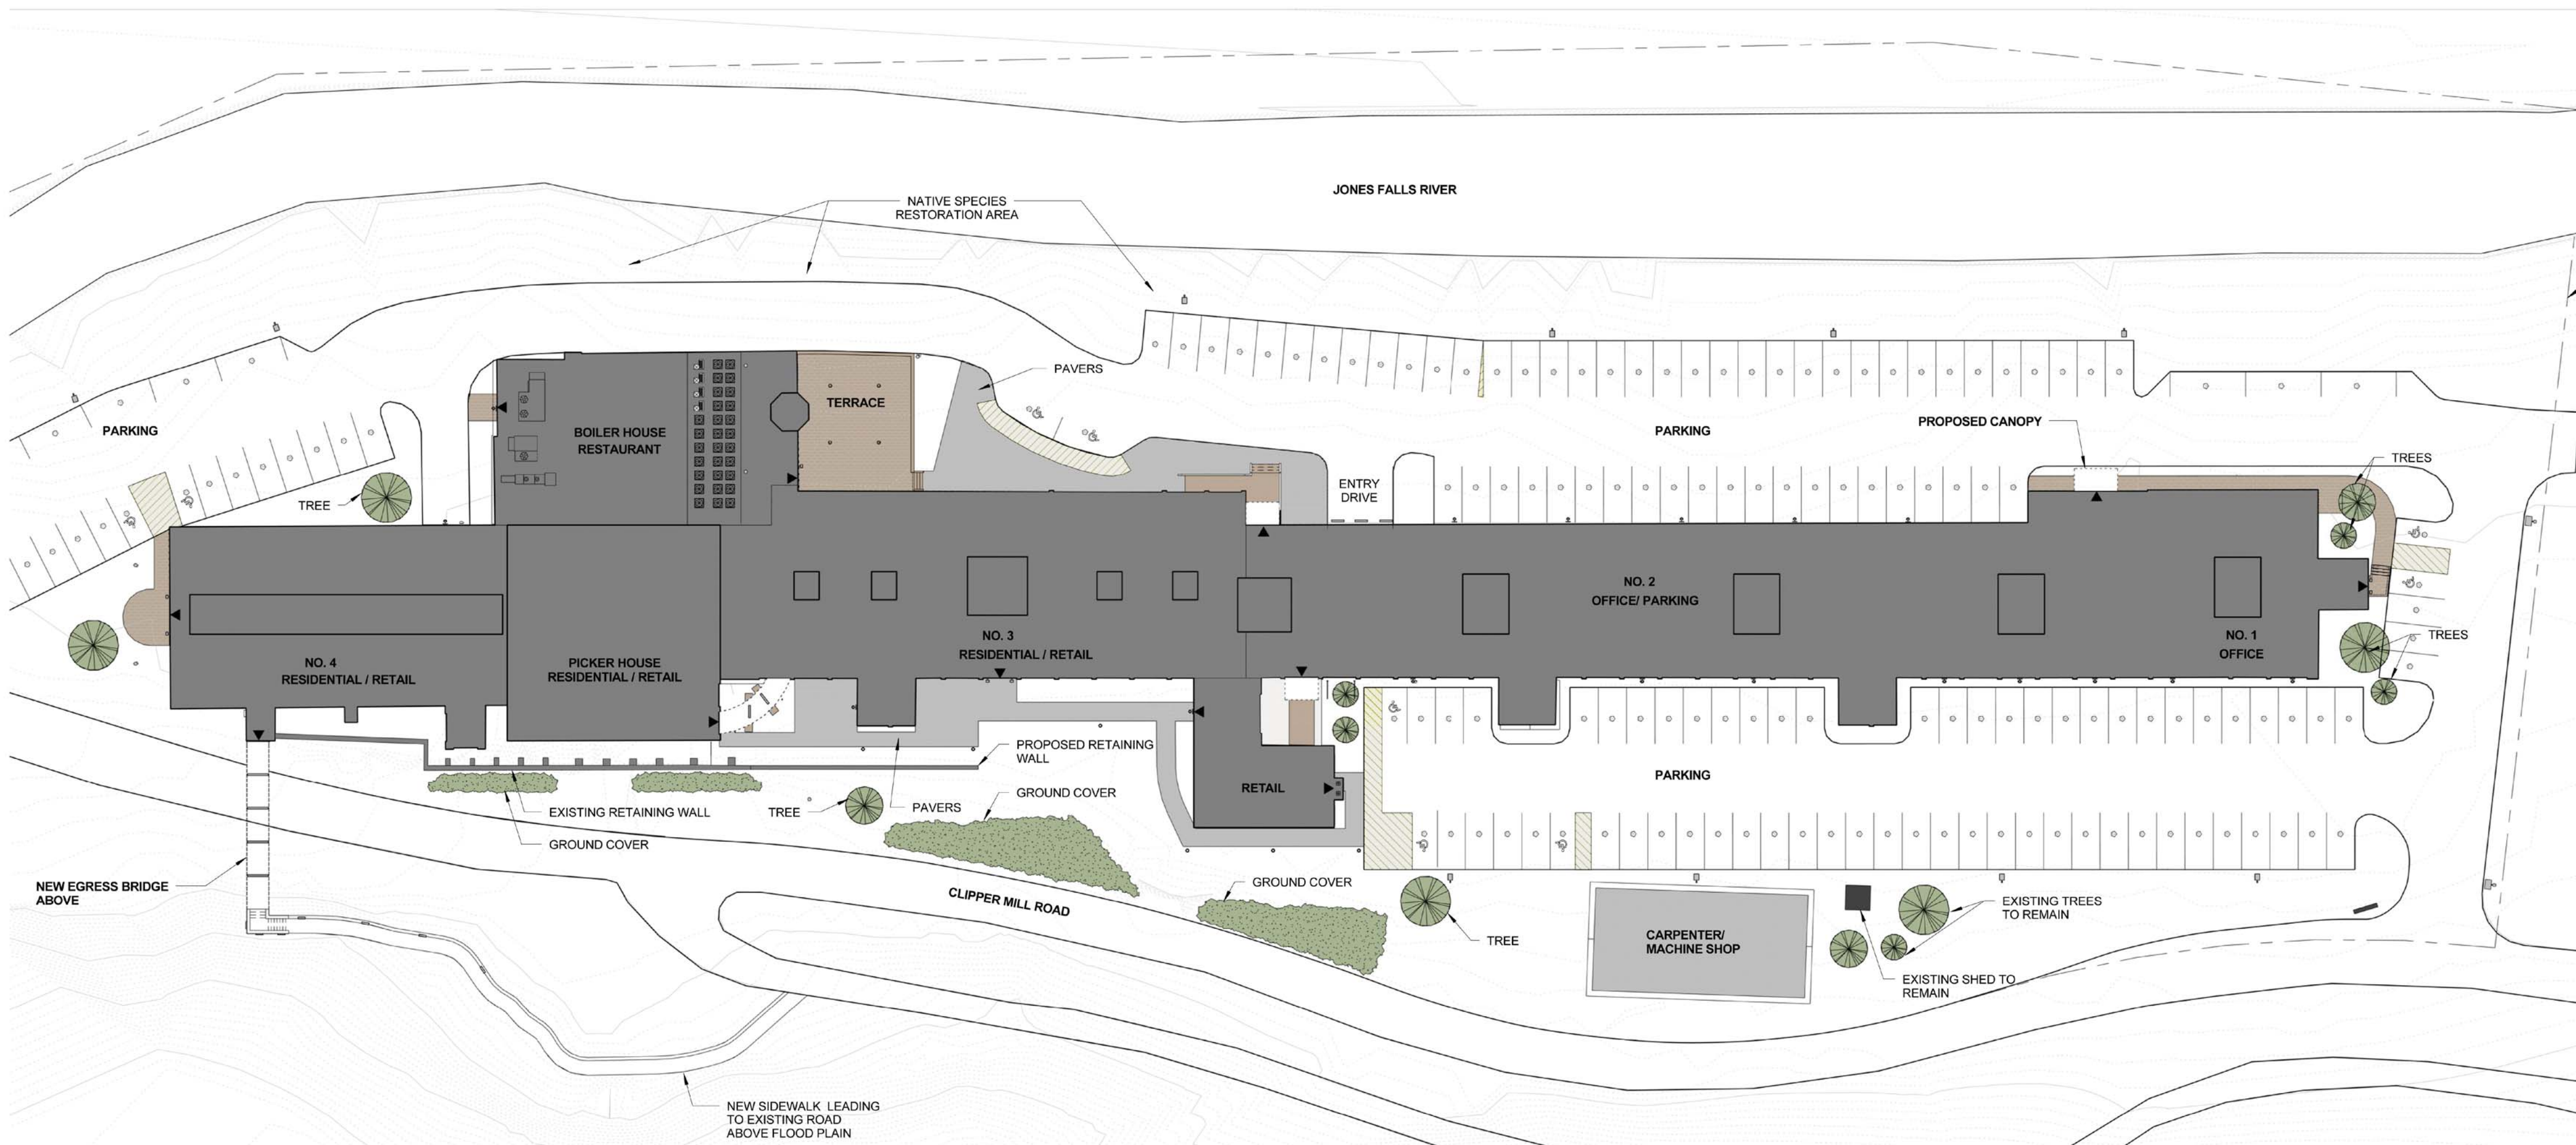 JONES FALLS RIVER
NATIVE SPECIES
RESTORATION AREA
PAVERS
TERRACE
PARKING
BOILER HOUSE
RESTAURANT
PARKING
PROPOSED CANOPY
TREES
TREE
ENTRY
DRIVE
NO. 2
OFFICE/ PARKING
NO. 3
RESIDENTIAL / RETAIL
NO. 1
OFFICE
TREES
NO. 4
RESIDENTIAL / RETAIL
PICKER HOUSE
RESIDENTIAL / RETAIL
PROPOSED RETAINING
WALL
PARKING
RETAIL
GROUND COVER
EXISTING RETAINING WALL
TREE
PAVERS
GROUND COVER
NEW EGRESS BRIDGE
ABOVE
GROUND COVER
CLIPPER MILL ROAD
TREE
EXISTING TREES
TO REMAIN
CARPENTER/
MACHINE SHOP
EXISTING SHED TO
REMAIN
NEW SIDEWALK LEADING
TO EXISTING ROAD
ABOVE FLOOD PLAIN